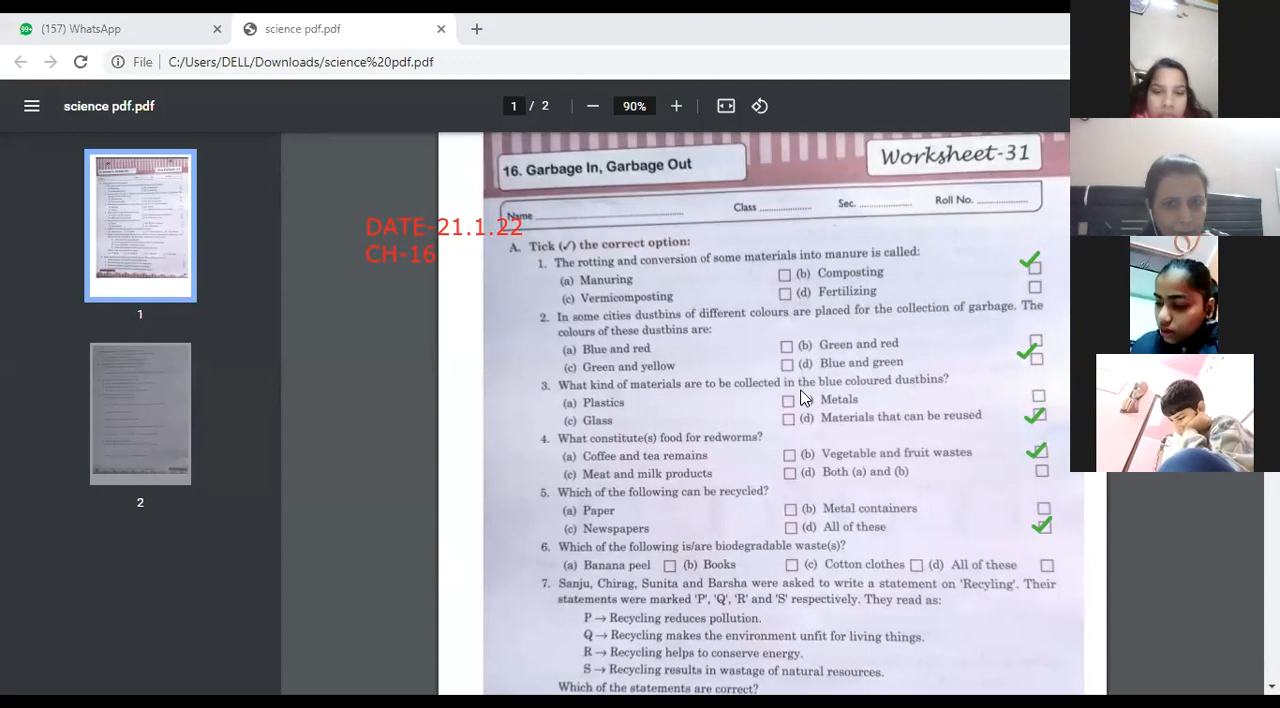 (157) WhatsApp
science pdf.pdf
File
C:/Users/DELL/Downloads/science%20pdf.pdf
science pdf.pdf
1 / 2
90%
1
2
DATE-21.1.22
CH-16
16. Garbage In, Garbage Out
Worksheet-31
Name
Class
Sec.
Roll No.
A. Tick (✓) the correct option:
1. The rotting and conversion of some materials into manure is called:
(a) Manuring (b) Composting
(c) Vermicomposting (d) Fertilizing
2. In some cities dustbins of different colours are placed for the collection of garbage. The
colours of these dustbins are:
(a) Blue and red (b) Green and red
(c) Green and yellow (d) Blue and green
3. What kind of materials are to be collected in the blue coloured dustbins?
(a) Plastics Metals
(c) Glass (d) Materials that can be reused
4. What constitute(s) food for redworms?
(a) Coffee and tea remains (b) Vegetable and fruit wastes
(c) Meat and milk products (d) Both (a) and (b)
5. Which of the following can be recycled?
(a) Paper (b) Metal containers
(c) Newspapers (d) All of these
6. Which of the following is/are biodegradable waste(s)?
(a) Banana peel (b) Books (c) Cotton clothes (d) All of these
7. Sanju, Chirag, Sunita and Barsha were asked to write a statement on 'Recyling'. Their
statements were marked 'P', 'Q', 'R' and 'S' respectively. They read as:
P → Recycling reduces pollution.
Q → Recycling makes the environment unfit for living things.
R → Recycling helps to conserve energy.
S → Recycling results in wastage of natural resources.
Which of the statements are correct?